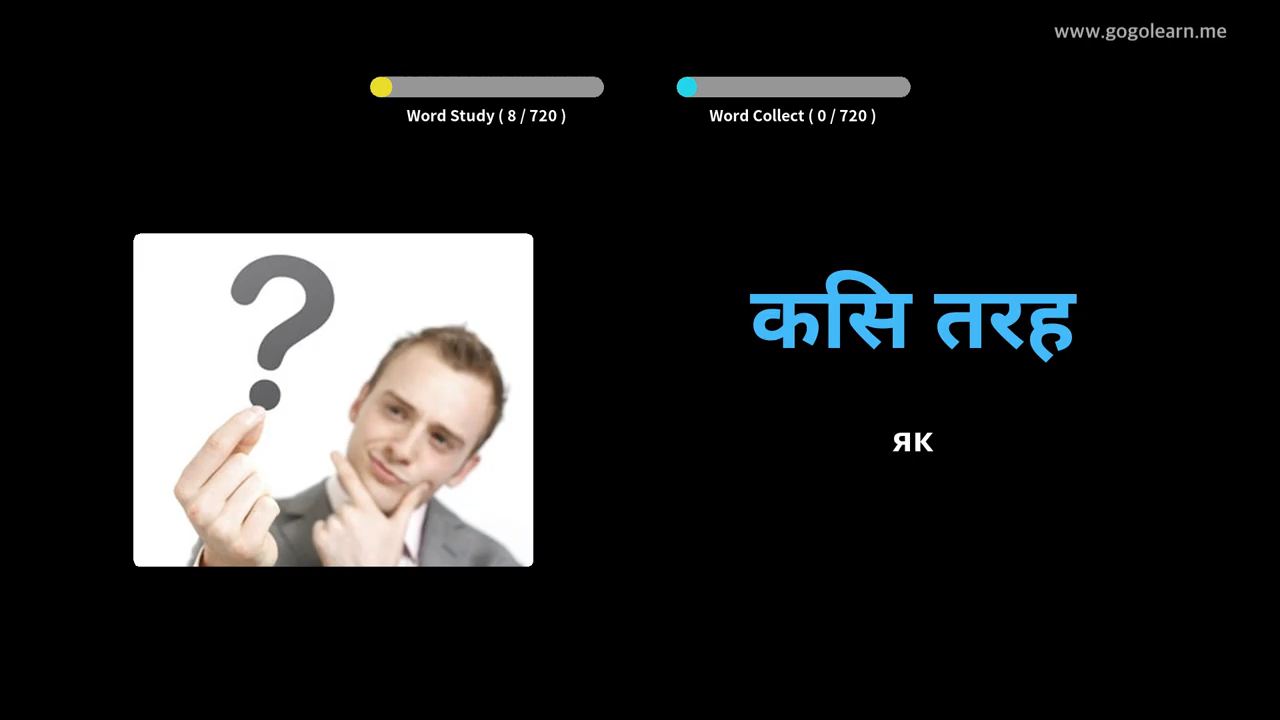 www.gogolearn.me
Word Study ( 8 / 720 )
Word Collect ( 0 / 720 )
?
कसि तरह
як